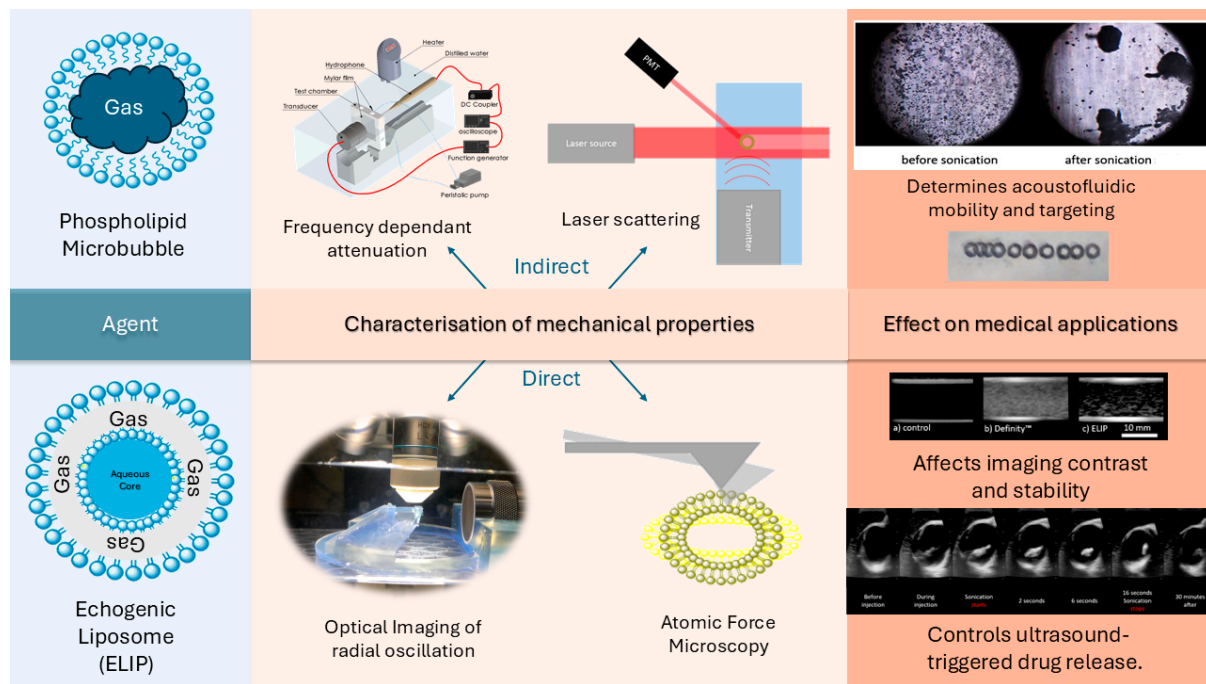 Gas
Phospholipid
Microbubble
Heater
Distilled water
Hydrophone
Mylar film
Test chamber
Transducer
DC Coupler
oscilloscope
Function generator
Peristalic pump
Frequency dependant
attenuation
PMT
Laser source
Transmitter
Laser scattering
Indirect
before sonication
after sonication
Determines acoustofluidic
mobility and targeting
Agent
Characterisation of mechanical properties
Effect on medical applications
Direct
Gas
Gas
Gas
Gas
Aqueous
Core
Echogenic
Liposome
(ELIP)
Optical Imaging of
radial oscillation
Atomic Force
Microscopy
a) control
b) Definity™
c) ELIP
10 mm
Affects imaging contrast
and stability
Before
injection
During
injection
Sonication
starts
2 seconds
6 seconds
16 seconds
Sonication
stops
30 minutes
after
Controls ultrasound-
triggered drug release.